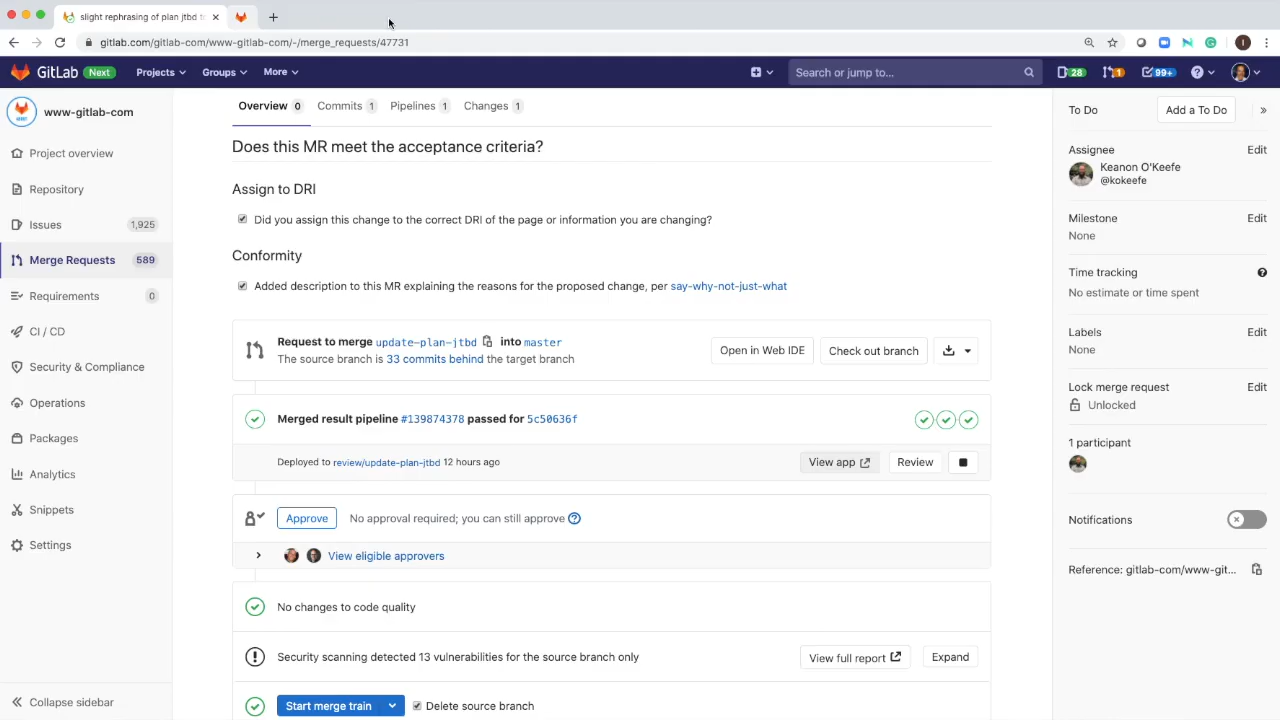 slight rephrasing of plan jtbd to
gitlab.com/gitlab-com/www-gitlab-com/-/merge_requests/47731
GitLab Next Projects Groups More Search or jump to... 28 1 99+
www-gitlab-com
Project overview
Repository
Issues 1,925
Merge Requests 589
Requirements 0
CI / CD
Security & Compliance
Operations
Packages
Analytics
Snippets
Settings
Collapse sidebar
Overview 0 Commits 1 Pipelines 1 Changes 1
Does this MR meet the acceptance criteria?
Assign to DRI
Did you assign this change to the correct DRI of the page or information you are changing?
Conformity
Added description to this MR explaining the reasons for the proposed change, per say-why-not-just-what
Request to merge update-plan-jtbd into master
The source branch is 33 commits behind the target branch
Open in Web IDE Check out branch
Merged result pipeline #139874378 passed for 5c50636f
Deployed to review/update-plan-jtbd 12 hours ago View app Review
Approve No approval required; you can still approve
View eligible approvers
No changes to code quality
Security scanning detected 13 vulnerabilities for the source branch only View full report Expand
Start merge train Delete source branch
To Do Add a To Do
Assignee Edit
Keanon O'Keefe
@kokeefe
Milestone Edit
None
Time tracking
No estimate or time spent
Labels Edit
None
Lock merge request Edit
Unlocked
1 participant
Notifications
Reference: gitlab-com/www-git...